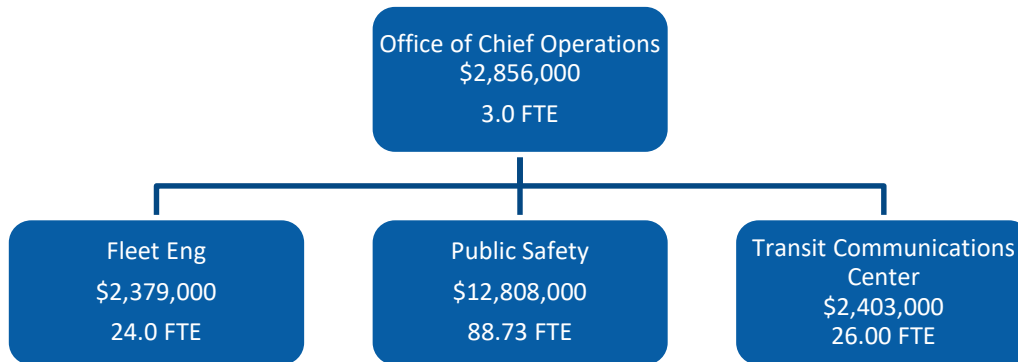 Office of Chief Operations
$2,856,000
3.0 FTE
Fleet Eng
$2,379,000
24.0 FTE
Public Safety
$12,808,000
88.73 FTE
Transit Communications
Center
$2,403,000
26.00 FTE